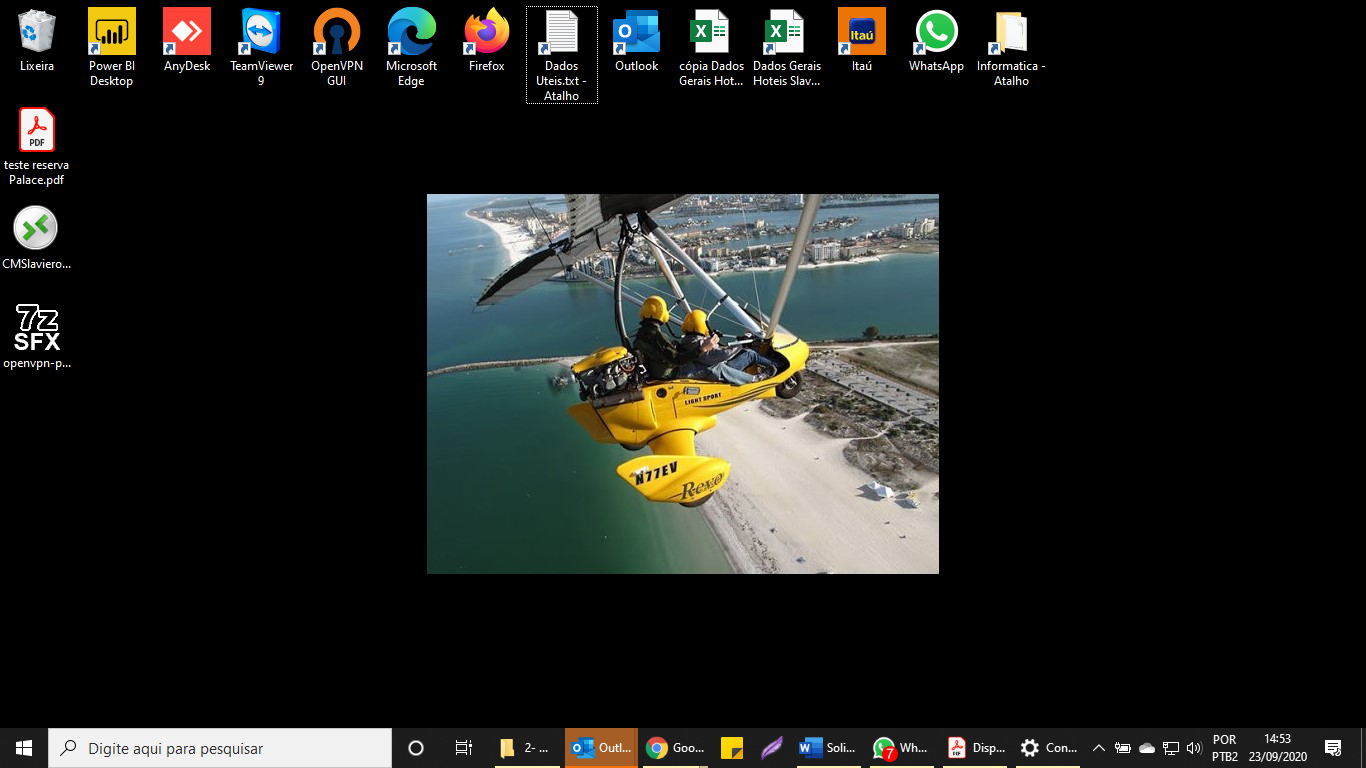 Lixeira
Power BI
Desktop
AnyDesk
TeamViewer
9
OpenVPN
GUI
Microsoft
Edge
Firefox
Dados
Uteis.txt -
Atalho
Outlook
cópia Dados
Gerais Hot...
Dados Gerais
Hoteis Slav...
Itaú
Itaú
WhatsApp
Informatica -
Atalho
PDF
teste reserva
Palace.pdf
CMSlaviero...
7z
SFX
openvpn-p...
LIGHT SPORT
N77EV
Revo
Digite aqui para pesquisar
2- ...
Outl...
Goo...
Soli...
7
Wh...
Disp...
Con...
POR
PTB2
14:53
23/09/2020